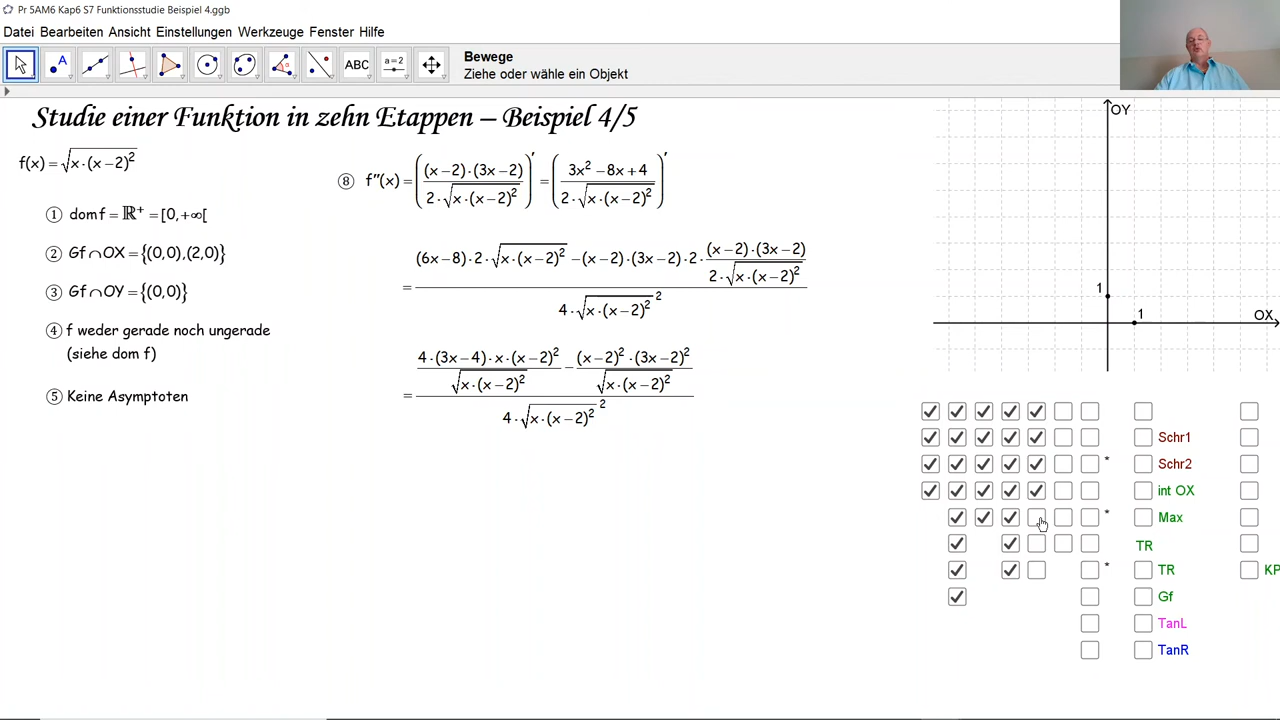 Pr 5AM6 Kap6 S7 Funktionsstudie Beispiel 4.ggb
Datei Bearbeiten Ansicht Einstellungen Werkzeuge Fenster Hilfe
A ABC a=2
Bewege
Ziehe oder wähle ein Objekt
Studie einer Funktion in zehn Etappen – Beispiel 4/5
f(x) = √(x·(x−2)²)
① dom f = ℝ⁺ = [0,+∞[
② Gf ∩ OX = {(0,0),(2,0)}
③ Gf ∩ OY = {(0,0)}
④ f weder gerade noch ungerade
(siehe dom f)
⑤ Keine Asymptoten
⑧ f''(x) = ( (x−2)·(3x−2) / (2·√(x·(x−2)²)) )' = ( (3x²−8x+4) / (2·√(x·(x−2)²)) )'
= ( (6x−8)·2·√(x·(x−2)²) − (x−2)·(3x−2)·2· (x−2)·(3x−2) / (2·√(x·(x−2)²)) ) / (4·√(x·(x−2)²)²)
= ( 4·(3x−4)·x·(x−2)² / √(x·(x−2)²) − (x−2)²·(3x−2)² / √(x·(x−2)²) ) / (4·√(x·(x−2)²)²)
OY
1
1
OX
Schr1
* Schr2
int OX
* Max
TR
* TR KP
Gf
TanL
TanR